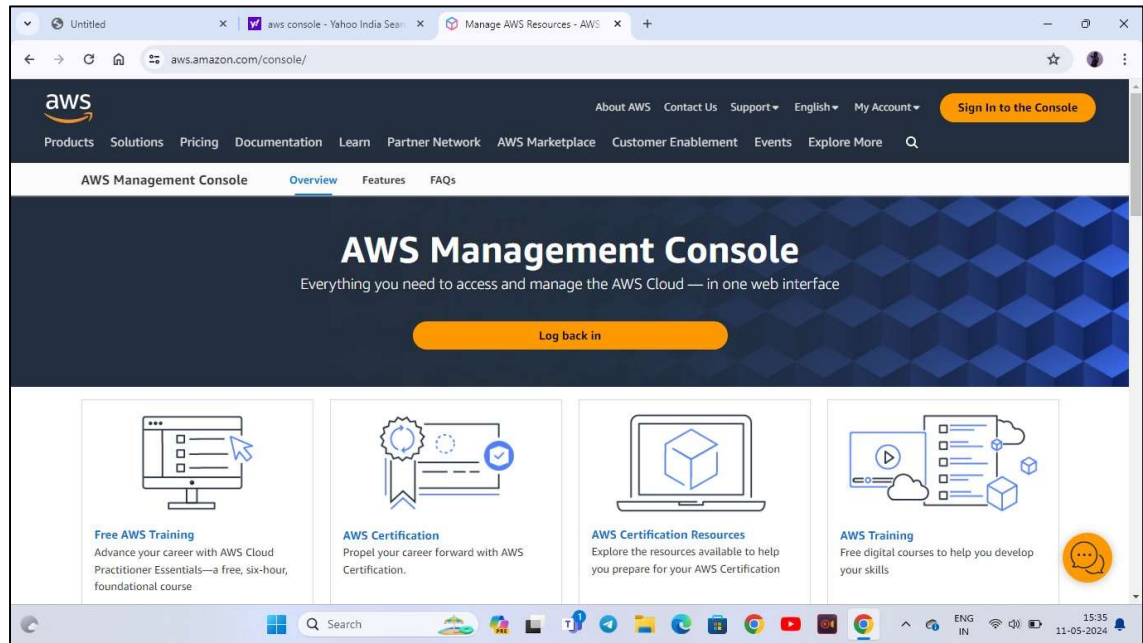 Untitled
aws console - Yahoo India Sear
Manage AWS Resources - AWS
aws.amazon.com/console/
aws
About AWS Contact Us Support English My Account Sign In to the Console
Products Solutions Pricing Documentation Learn Partner Network AWS Marketplace Customer Enablement Events Explore More
AWS Management Console Overview Features FAQs
AWS Management Console
Everything you need to access and manage the AWS Cloud — in one web interface
Log back in
Free AWS Training
Advance your career with AWS Cloud
Practitioner Essentials—a free, six-hour,
foundational course
AWS Certification
Propel your career forward with AWS
Certification.
AWS Certification Resources
Explore the resources available to help
you prepare for your AWS Certification
AWS Training
Free digital courses to help you develop
your skills
Search
PRE
ENG
IN
15:35
11-05-2024